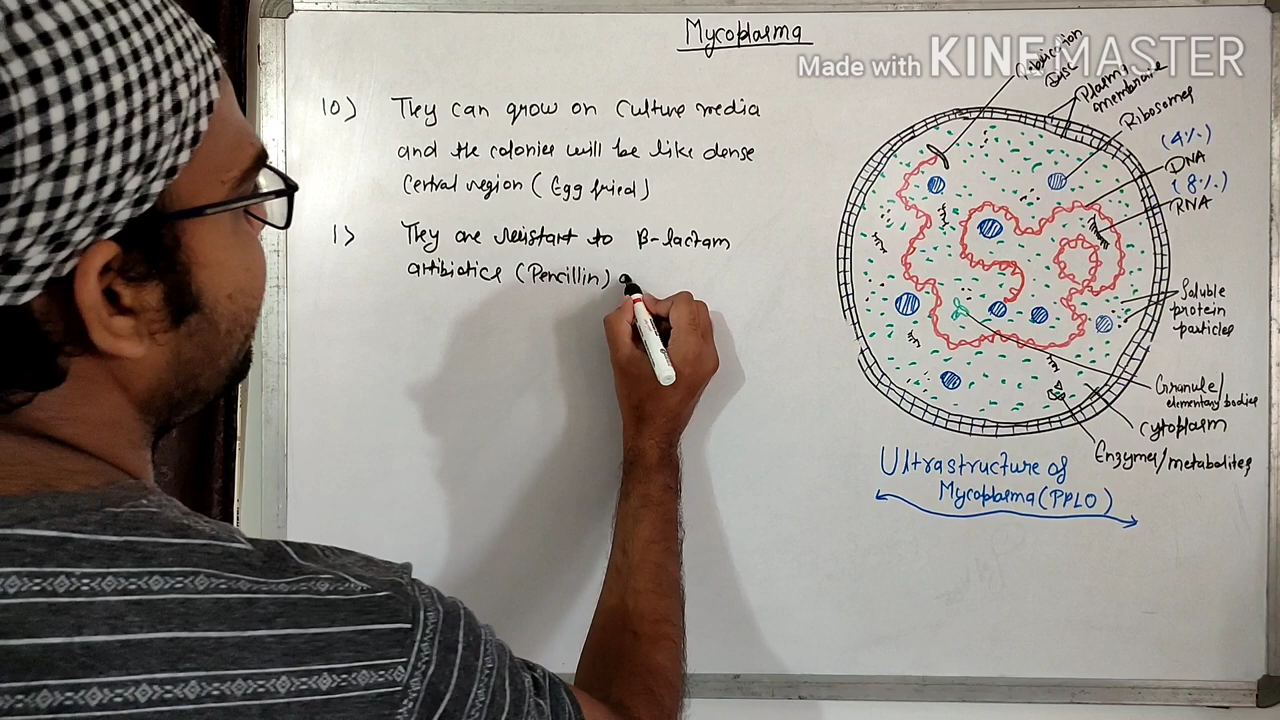 Mycoplasma
Made with KINEMASTER
10) They can grow on culture media
and the colonies will be like dense
Central region (Egg fried)
1) They are resistant to β-lactam
antibiotics (Pencillin)
Disc
Plasma
membrane
Ribosomes
(4%)
DNA
(8%)
RNA
Soluble
protein
particles
Granule/
elementary bodies
cytoplasm
Enzymes/metabolites
Ultrastructure of
Mycoplasma (PPLO)